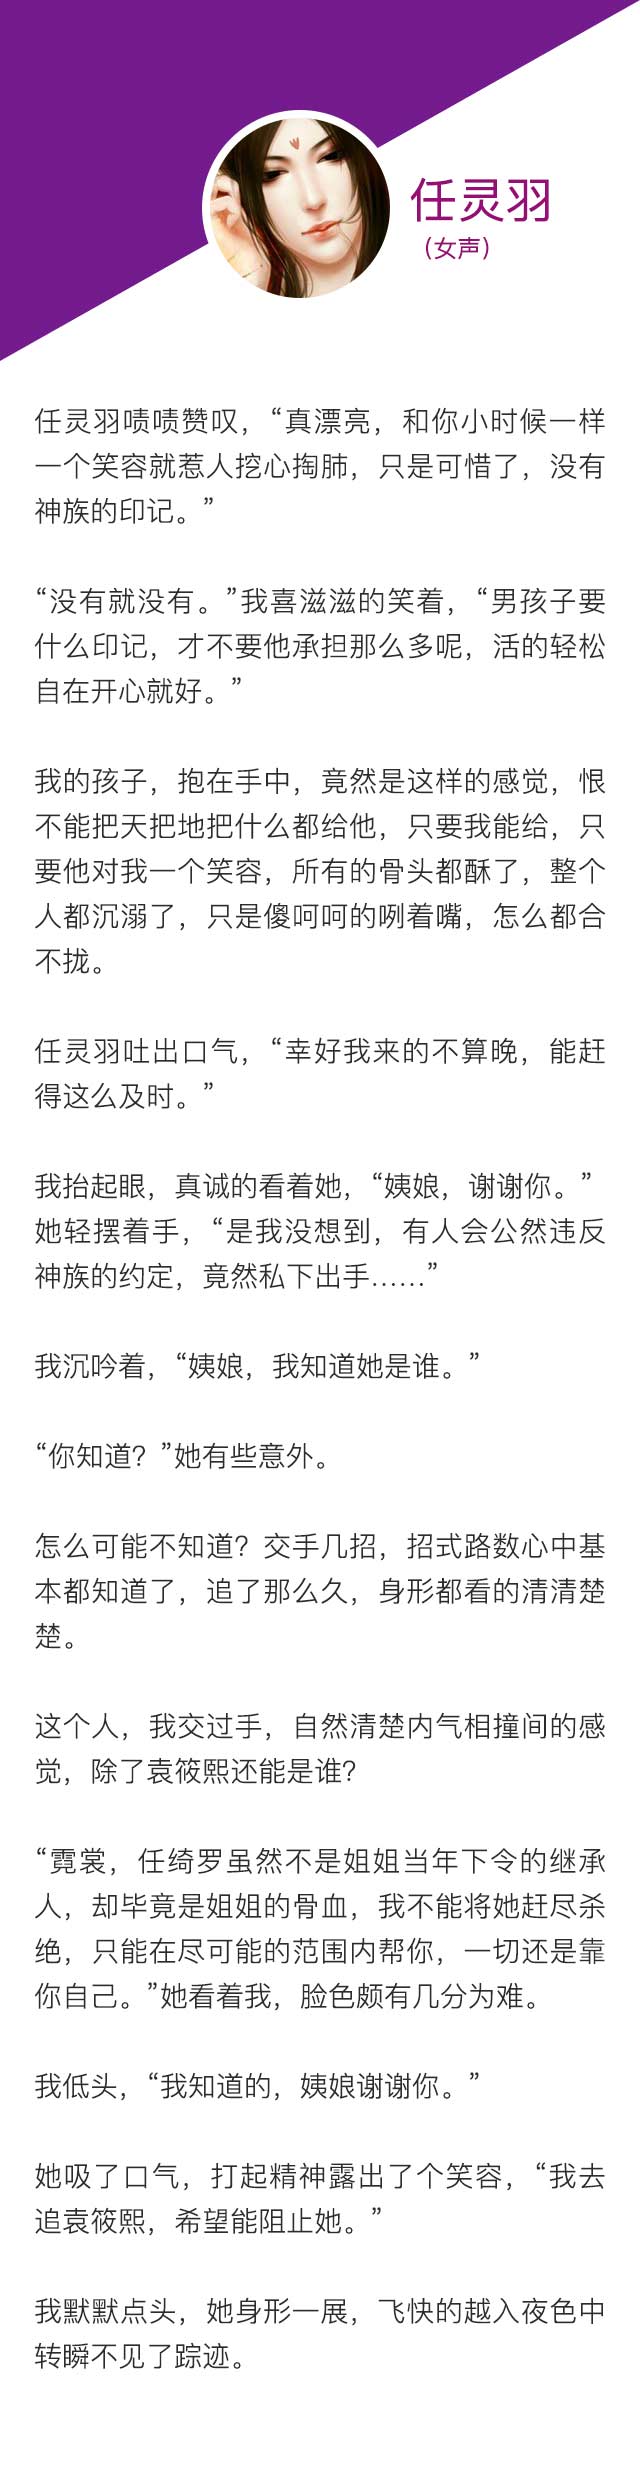 任灵羽
（女声）
任灵羽啧啧赞叹，“真漂亮，和你小时候一样
一个笑容就惹人挖心掏肺，只是可惜了，没有
神族的印记。”
“没有就没有。”我喜滋滋的笑着，“男孩子要
什么印记，才不要他承担那么多呢，活的轻松
自在开心就好。”
我的孩子，抱在手中，竟然是这样的感觉，恨
不能把天把地把什么都给他，只要我能给，只
要他对我一个笑容，所有的骨头都酥了，整个
人都沉溺了，只是傻呵呵的咧着嘴，怎么都合
不拢。
任灵羽吐出口气，“幸好我来的不算晚，能赶
得这么及时。”
我抬起眼，真诚的看着她，“姨娘，谢谢你。”
她轻摆着手，“是我没想到，有人会公然违反
神族的约定，竟然私下出手……”
我沉吟着，“姨娘，我知道她是谁。”
“你知道？”她有些意外。
怎么可能不知道？交手几招，招式路数心中基
本都知道了，追了那么久，身形都看的清清楚
楚。
这个人，我交过手，自然清楚内气相撞间的感
觉，除了袁筱熙还能是谁？
“霓裳，任绮罗虽然不是姐姐当年下令的继承
人，却毕竟是姐姐的骨血，我不能将她赶尽杀
绝，只能在尽可能的范围内帮你，一切还是靠
你自己。”她看着我，脸色颇有几分为难。
我低头，“我知道的，姨娘谢谢你。”
她吸了口气，打起精神露出了个笑容，“我去
追袁筱熙，希望能阻止她。”
我默默点头，她身形一展，飞快的越入夜色中
转瞬不见了踪迹。